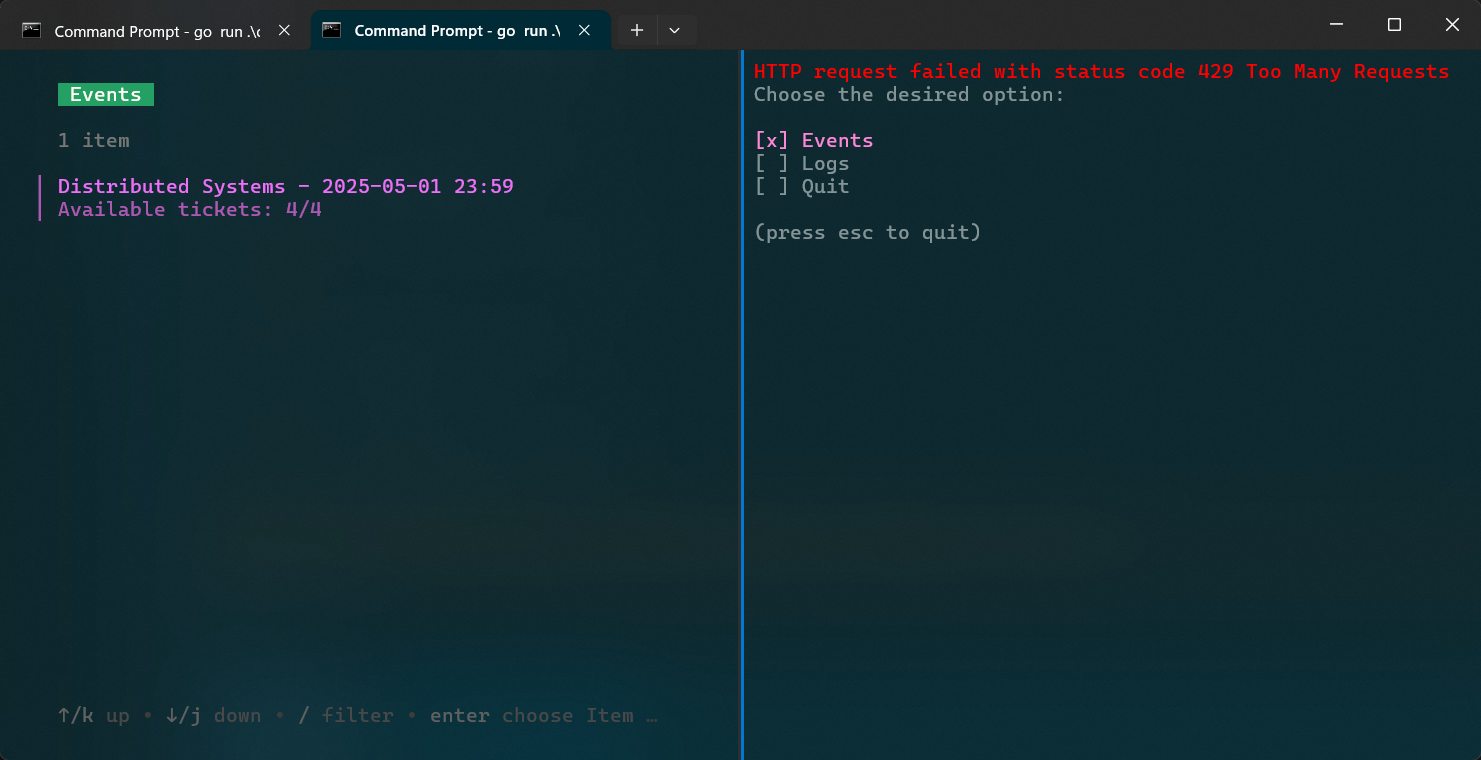 Command Prompt - go run .\c
Command Prompt - go run .\
Events
1 item
Distributed Systems - 2025-05-01 23:59
Available tickets: 4/4
↑/k up • ↓/j down • / filter • enter choose Item …
HTTP request failed with status code 429 Too Many Requests
Choose the desired option:
[x] Events
[ ] Logs
[ ] Quit
(press esc to quit)